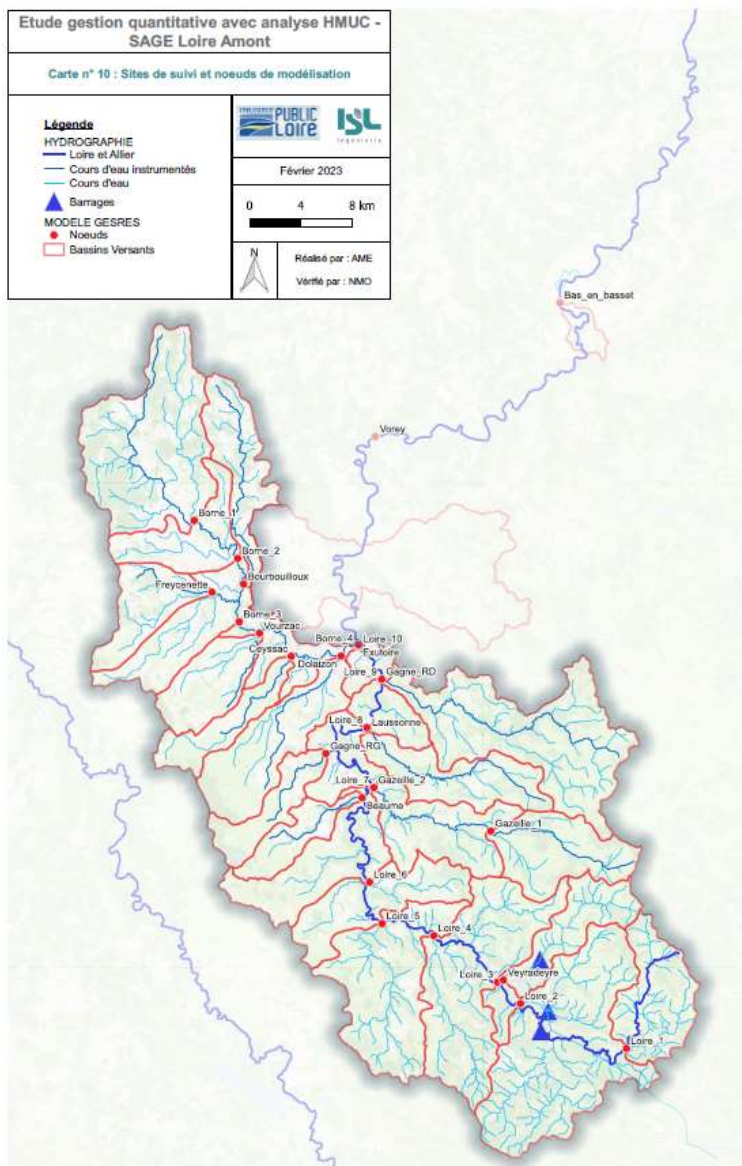 Etude gestion quantitative avec analyse HMUC -
SAGE Loire Amont
Carte n° 10 : Sites de suivi et noeuds de modélisation
Légende
HYDROGRAPHIE
Loire et Allier
Cours d'eau instrumentés
Cours d'eau
Barrages
MODELE GESRES
Noeuds
Bassins Versants
PUBLIC
LOIRE
ISL
Ingénierie
Février 2023
0 4 8 km
N
Réalisé par : AME
Vérifié par : NMO
Bas_en_basset
Vorey
Borne_1
Borne_2
Bourbouilloux
Freycenette
Borne_3
Vourzac
Ceyssac
Dolaizon
Borne_4
Loire_10
Exutoire
Loire_9
Gagne_RD
Loire_8
Laussonne
Gagne_RG
Loire_7
Gazeille_2
Beaume
Gazeille_1
Loire_6
Loire_5
Loire_4
Loire_3
Veyradeyre
Loire_2
Loire_1